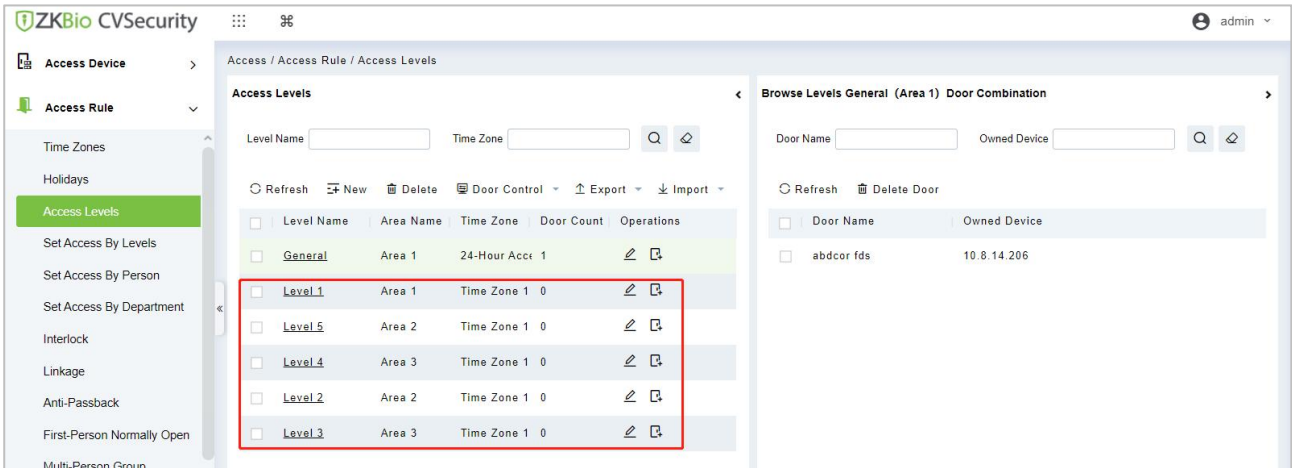 ZKBio CVSecurity
admin
Access Device
Access Rule
Time Zones
Holidays
Access Levels
Set Access By Levels
Set Access By Person
Set Access By Department
Interlock
Linkage
Anti-Passback
First-Person Normally Open
Multi-Person Group
Access / Access Rule / Access Levels
Access Levels
Level Name Time Zone
Refresh New Delete Door Control Export Import
Level Name Area Name Time Zone Door Count Operations
General Area 1 24-Hour Acce 1
Level 1 Area 1 Time Zone 1 0
Level 5 Area 2 Time Zone 1 0
Level 4 Area 3 Time Zone 1 0
Level 2 Area 2 Time Zone 1 0
Level 3 Area 3 Time Zone 1 0
Browse Levels General (Area 1) Door Combination
Door Name Owned Device
Refresh Delete Door
Door Name Owned Device
abdcor fds 10.8.14.206